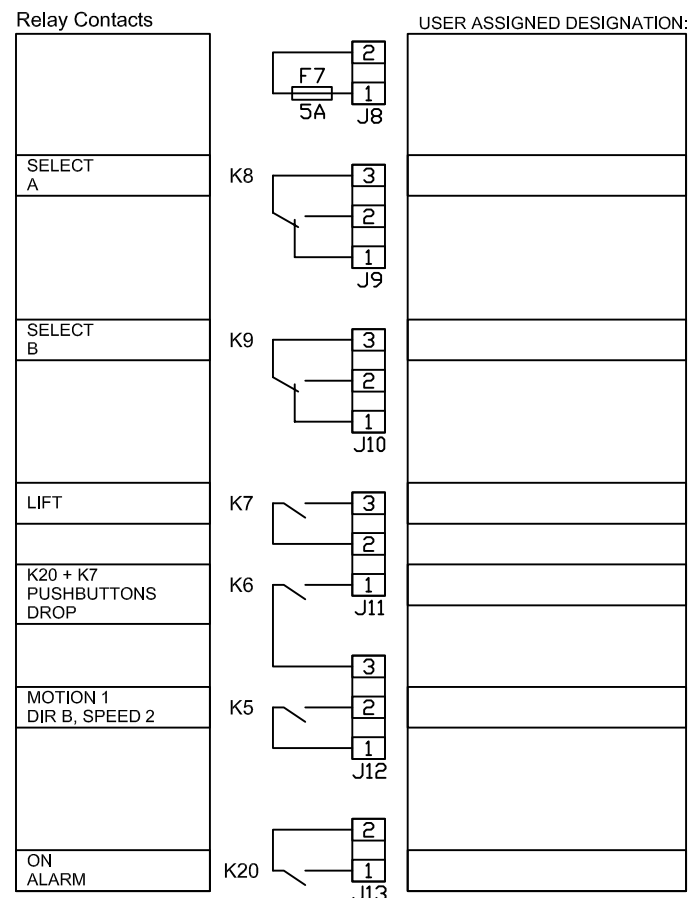 Relay Contacts
USER ASSIGNED DESIGNATION:
2
F7
1
5A
J8
SELECT
A
K8
3
2
1
J9
SELECT
B
K9
3
2
1
J10
LIFT
K7
3
2
K20 + K7
PUSHBUTTONS
DROP
K6
1
J11
3
MOTION 1
DIR B, SPEED 2
K5
2
1
J12
2
ON
ALARM
K20
1
J13